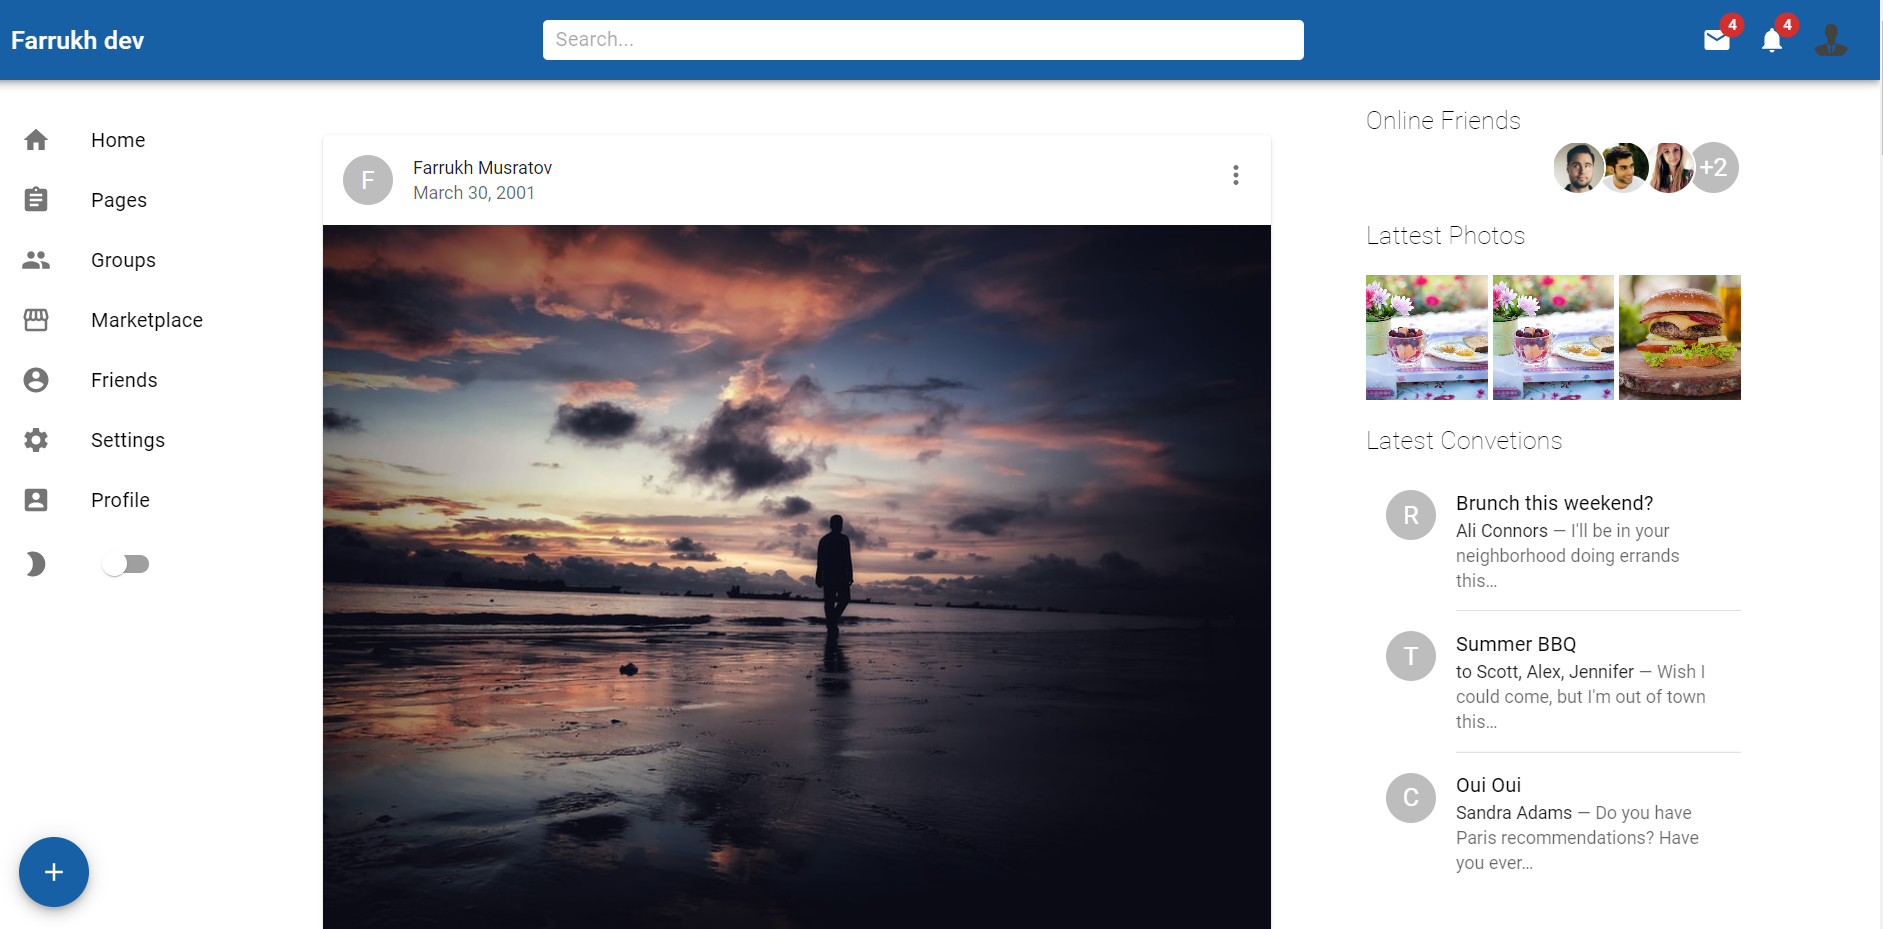 Farrukh dev
Search...
4
4
Home
Pages
Groups
Marketplace
Friends
Settings
Profile
F
Farrukh Musratov
March 30, 2001
Online Friends
+2
Lattest Photos
Latest Convetions
R
Brunch this weekend?
Ali Connors — I'll be in your
neighborhood doing errands
this…
T
Summer BBQ
to Scott, Alex, Jennifer — Wish I
could come, but I'm out of town
this…
C
Oui Oui
Sandra Adams — Do you have
Paris recommendations? Have
you ever…